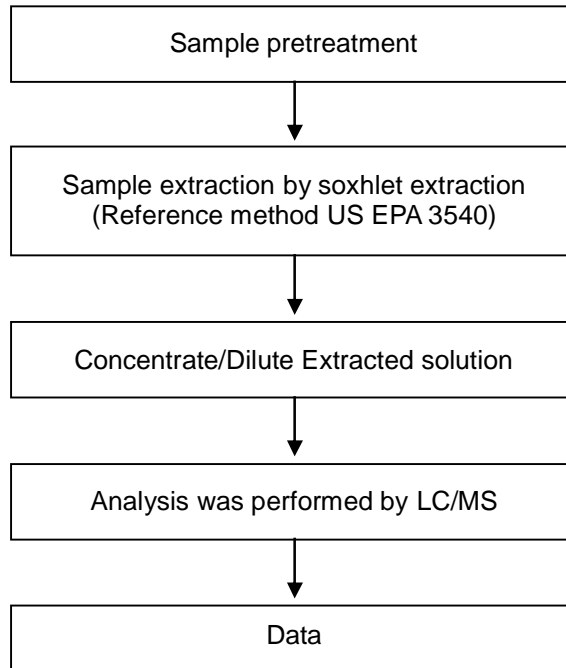 Sample pretreatment
Sample extraction by soxhlet extraction
(Reference method US EPA 3540)
Concentrate/Dilute Extracted solution
Analysis was performed by LC/MS
Data